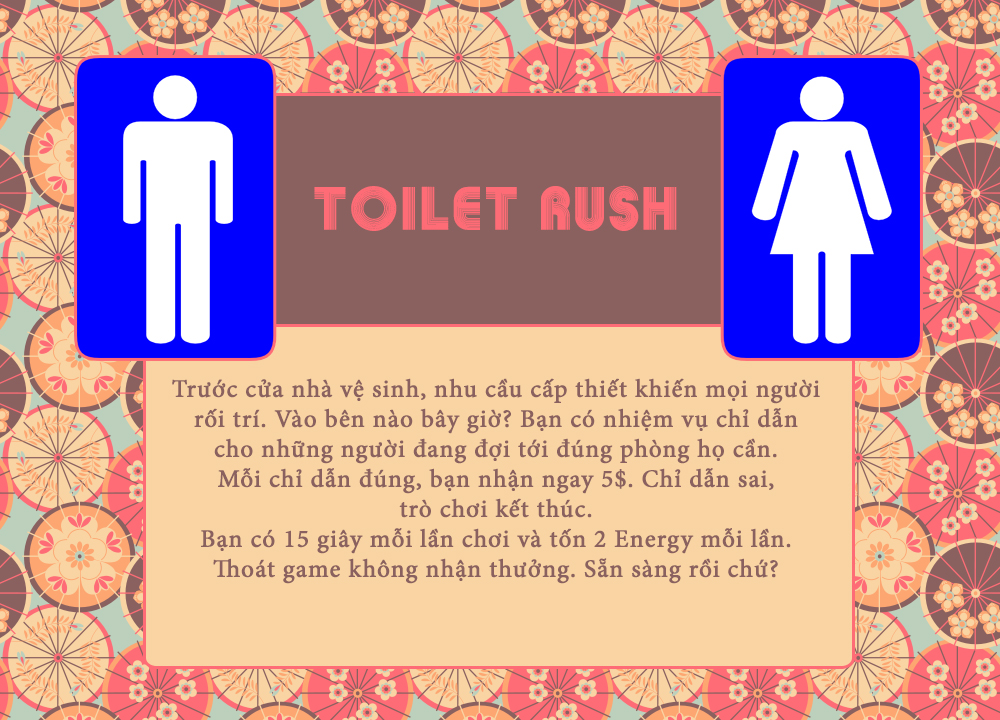 TOILET RUSH
Trước cửa nhà vệ sinh, nhu cầu cấp thiết khiến mọi người
rối trí. Vào bên nào bây giờ? Bạn có nhiệm vụ chỉ dẫn
cho những người đang đợi tới đúng phòng họ cần.
Mỗi chỉ dẫn đúng, bạn nhận ngay 5$. Chỉ dẫn sai,
trò chơi kết thúc.
Bạn có 15 giây mỗi lần chơi và tốn 2 Energy mỗi lần.
Thoát game không nhận thưởng. Sẵn sàng rồi chứ?